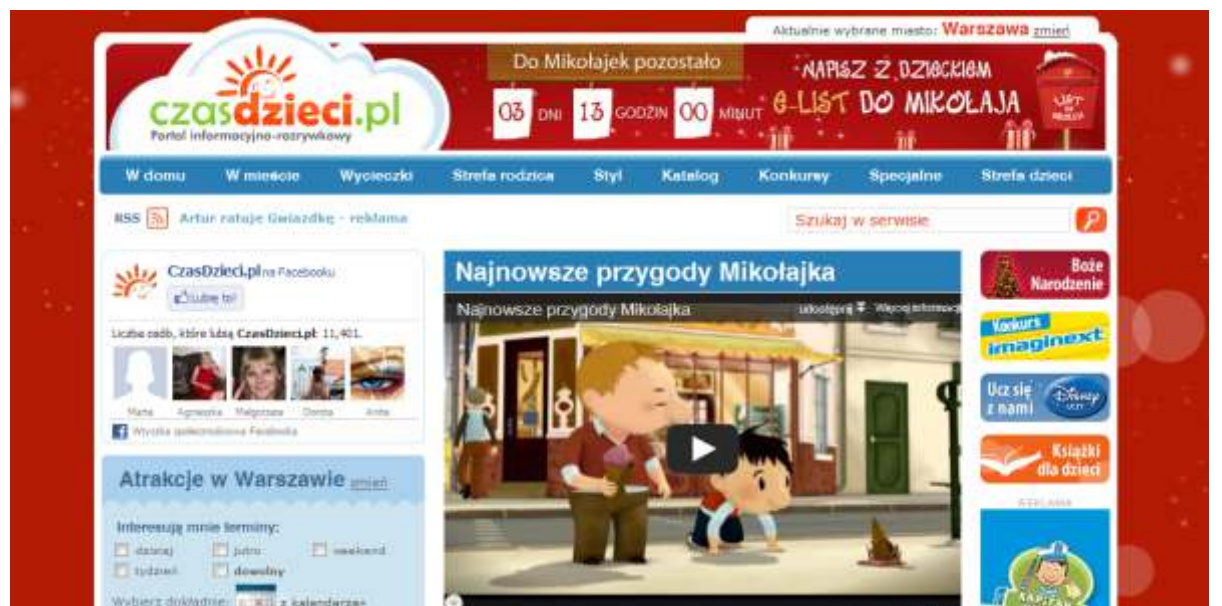 Aktualnie wybrane miasto: Warszawa zmień
czasdzieci.pl
Portal informacyjno-rozrywkowy
Do Mikołajek pozostało
03 DNI 13 GODZIN 00 MINUT
NAPISZ Z DZIECKIEM
e-LIST DO MIKOŁAJA
LIST
W domu W mieście Wycieczki Strefa rodzica Styl Katalog Konkursy Specjalne Strefa dzieci
RSS Artur ratuje Gwiazdkę - reklama
Szukaj w serwisie
CzasDzieci.pl na Facebooku
Lubię to!
Liczba osób, które lubią CzasDzieci.pl: 11,401.
Marta Agnieszka Małgorzata Dorota Anita
Wtyczka społecznościowa Facebooka
Atrakcje w Warszawie zmień
Interesują mnie terminy:
dzisiaj jutro weekend
tydzień dowolny
Wybierz dokładnie: z kalendarza
Najnowsze przygody Mikołajka
Najnowsze przygody Mikołajka udostępnij Więcej informacji
Boże
Narodzenie
Konkurs
imaginext
Ucz się
z nami
Disney
UCZY
Książki
dla dzieci
REKLAMA